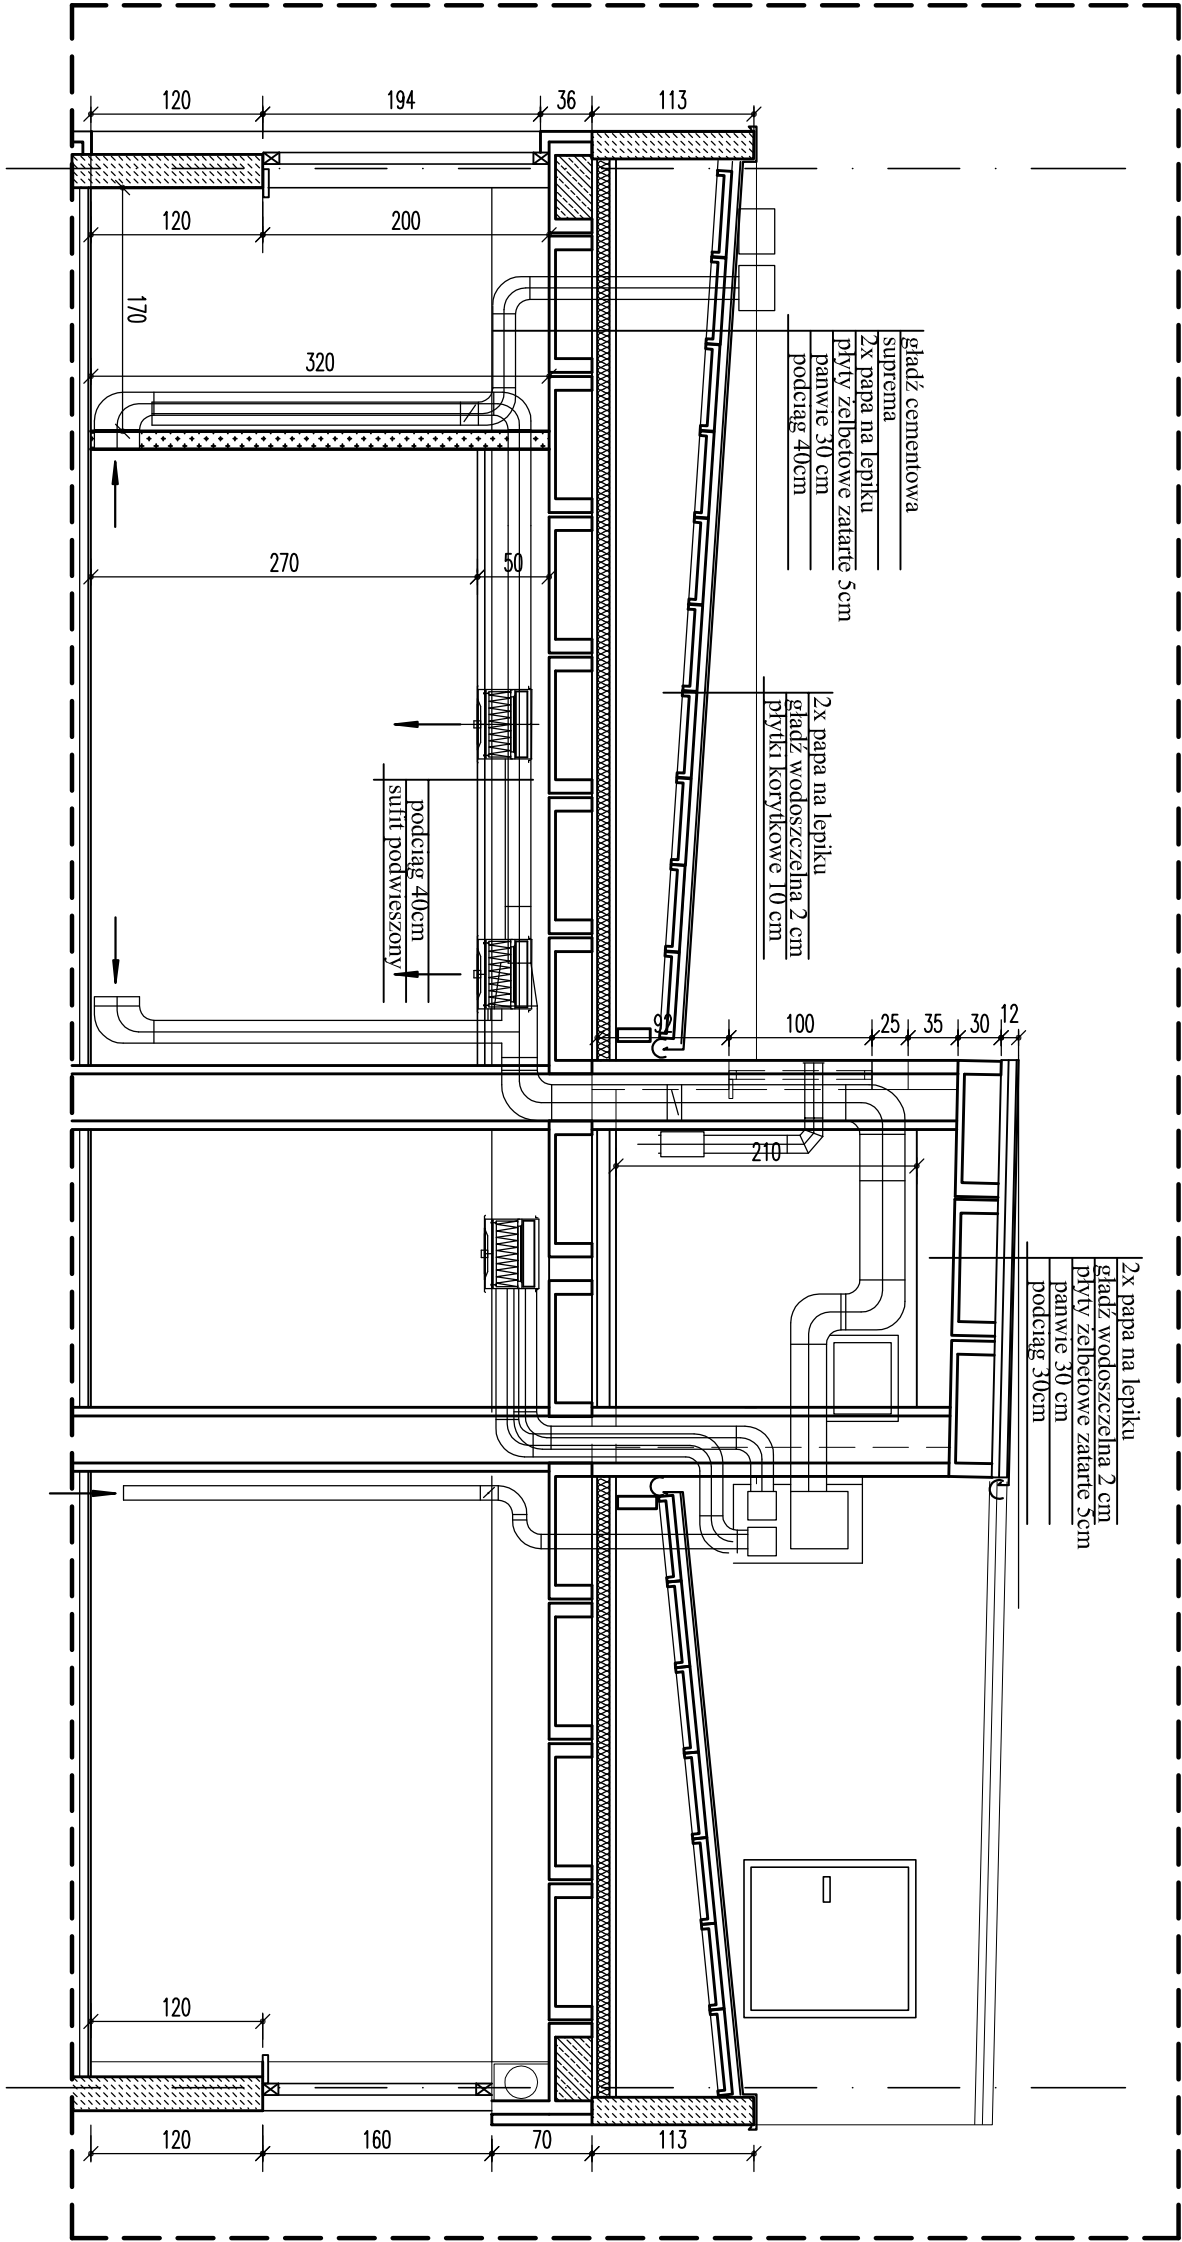 120
194
36
113
120
200
170
320
gładź cementowa
suprema
2x papa na lepiku
płyty żelbetowe zatarte 5cm
panwie 30 cm
podciąg 40cm
270
50
2x papa na lepiku
gładź wodoszczelna 2 cm
płytki korytkowe 10 cm
podciąg 40cm
sufit podwieszony
92
100
25
35
30
12
210
2x papa na lepiku
gładź wodoszczelna 2 cm
płyty żelbetowe zatarte 5cm
panwie 30 cm
podciąg 30cm
120
120
160
70
113